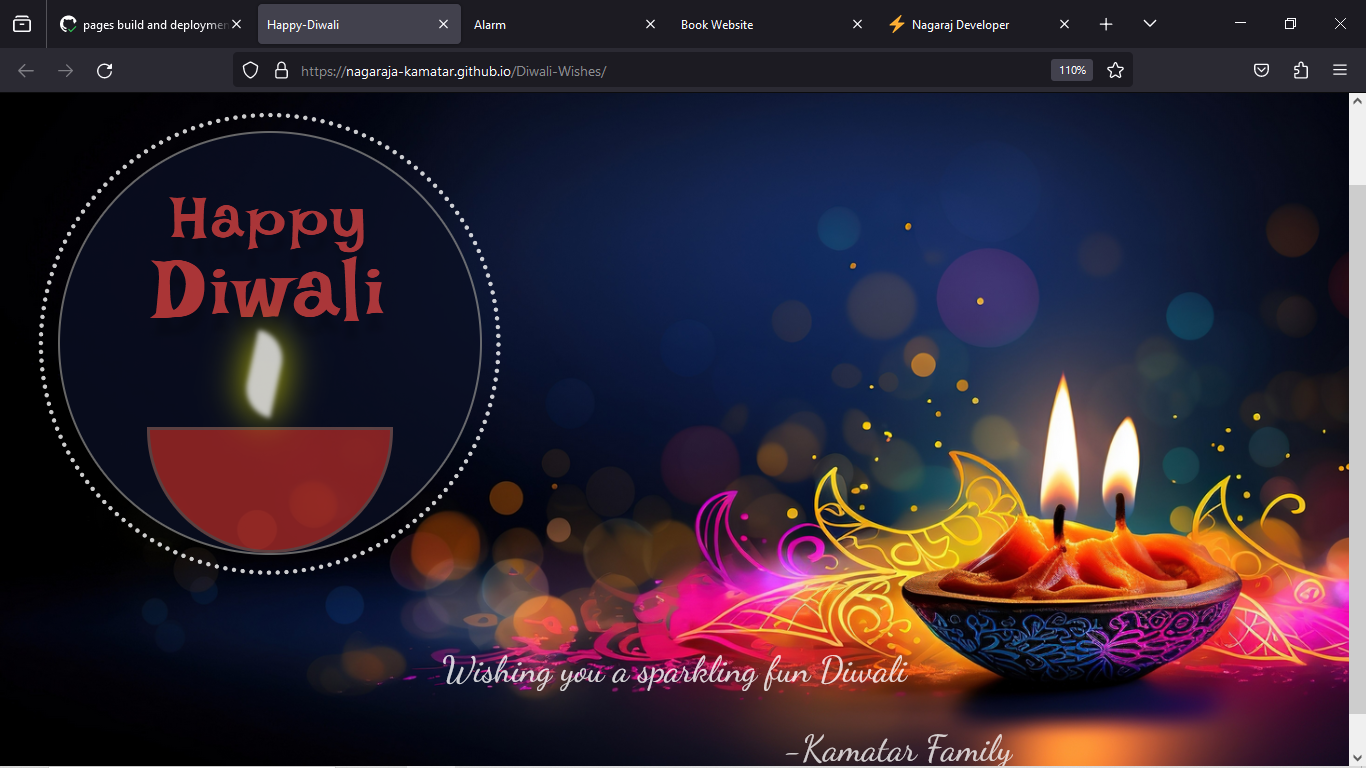 pages build and deploymen
Happy-Diwali
Alarm
Book Website
Nagaraj Developer
https://nagaraja-kamatar.github.io/Diwali-Wishes/
110%
Happy
Diwali
Wishing you a sparkling fun Diwali
-Kamatar Family